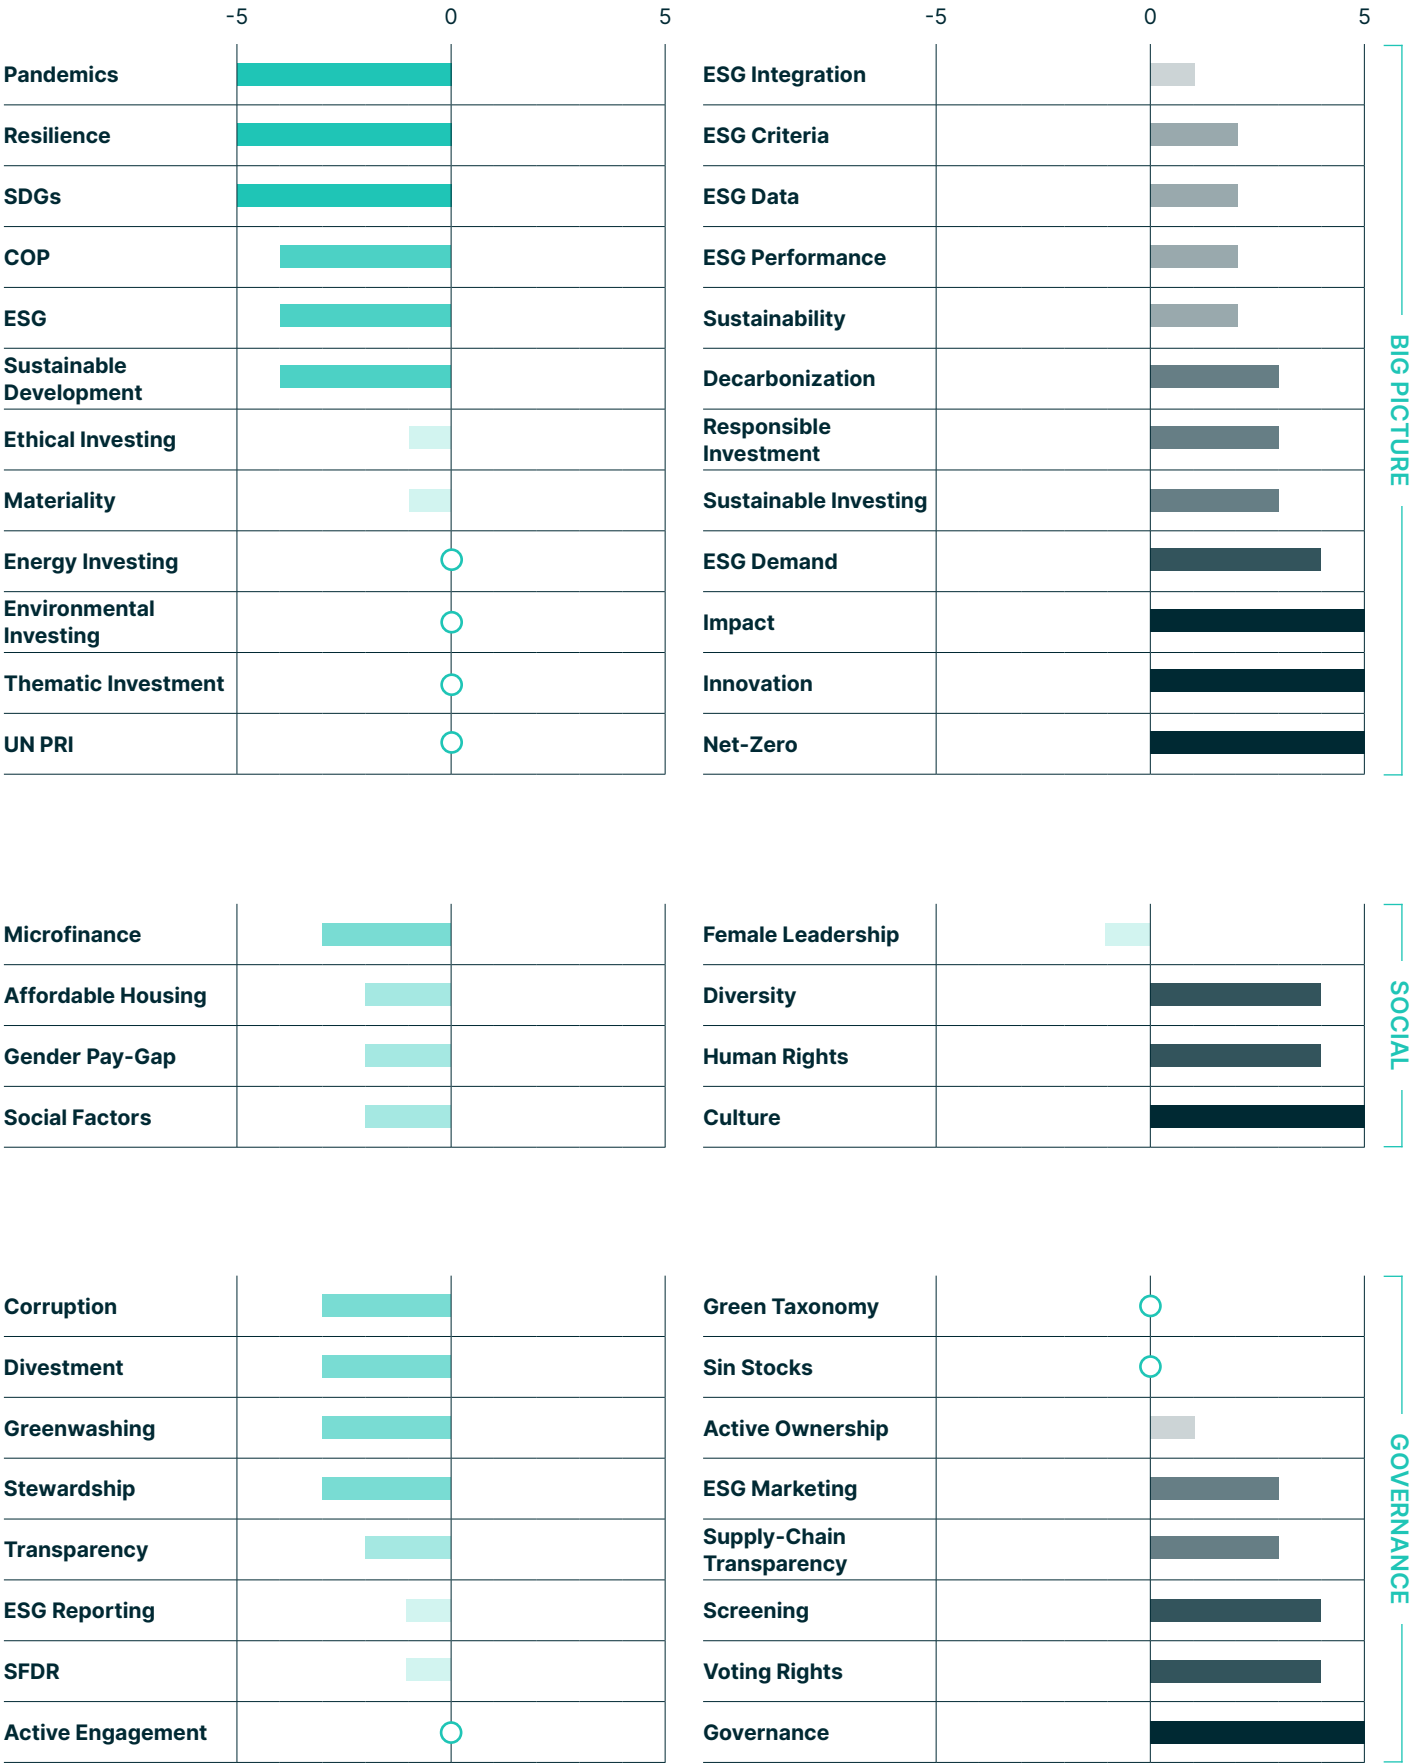 -5 0 5
Pandemics
Resilience
SDGs
COP
ESG
Sustainable
Development
Ethical Investing
Materiality
Energy Investing
Environmental
Investing
Thematic Investment
UN PRI
-5 0 5
ESG Integration
ESG Criteria
ESG Data
ESG Performance
Sustainability
Decarbonization
Responsible
Investment
Sustainable Investing
ESG Demand
Impact
Innovation
Net-Zero
BIG PICTURE
Microfinance
Affordable Housing
Gender Pay-Gap
Social Factors
Female Leadership
Diversity
Human Rights
Culture
SOCIAL
Corruption
Divestment
Greenwashing
Stewardship
Transparency
ESG Reporting
SFDR
Active Engagement
Green Taxonomy
Sin Stocks
Active Ownership
ESG Marketing
Supply-Chain
Transparency
Screening
Voting Rights
Governance
GOVERNANCE